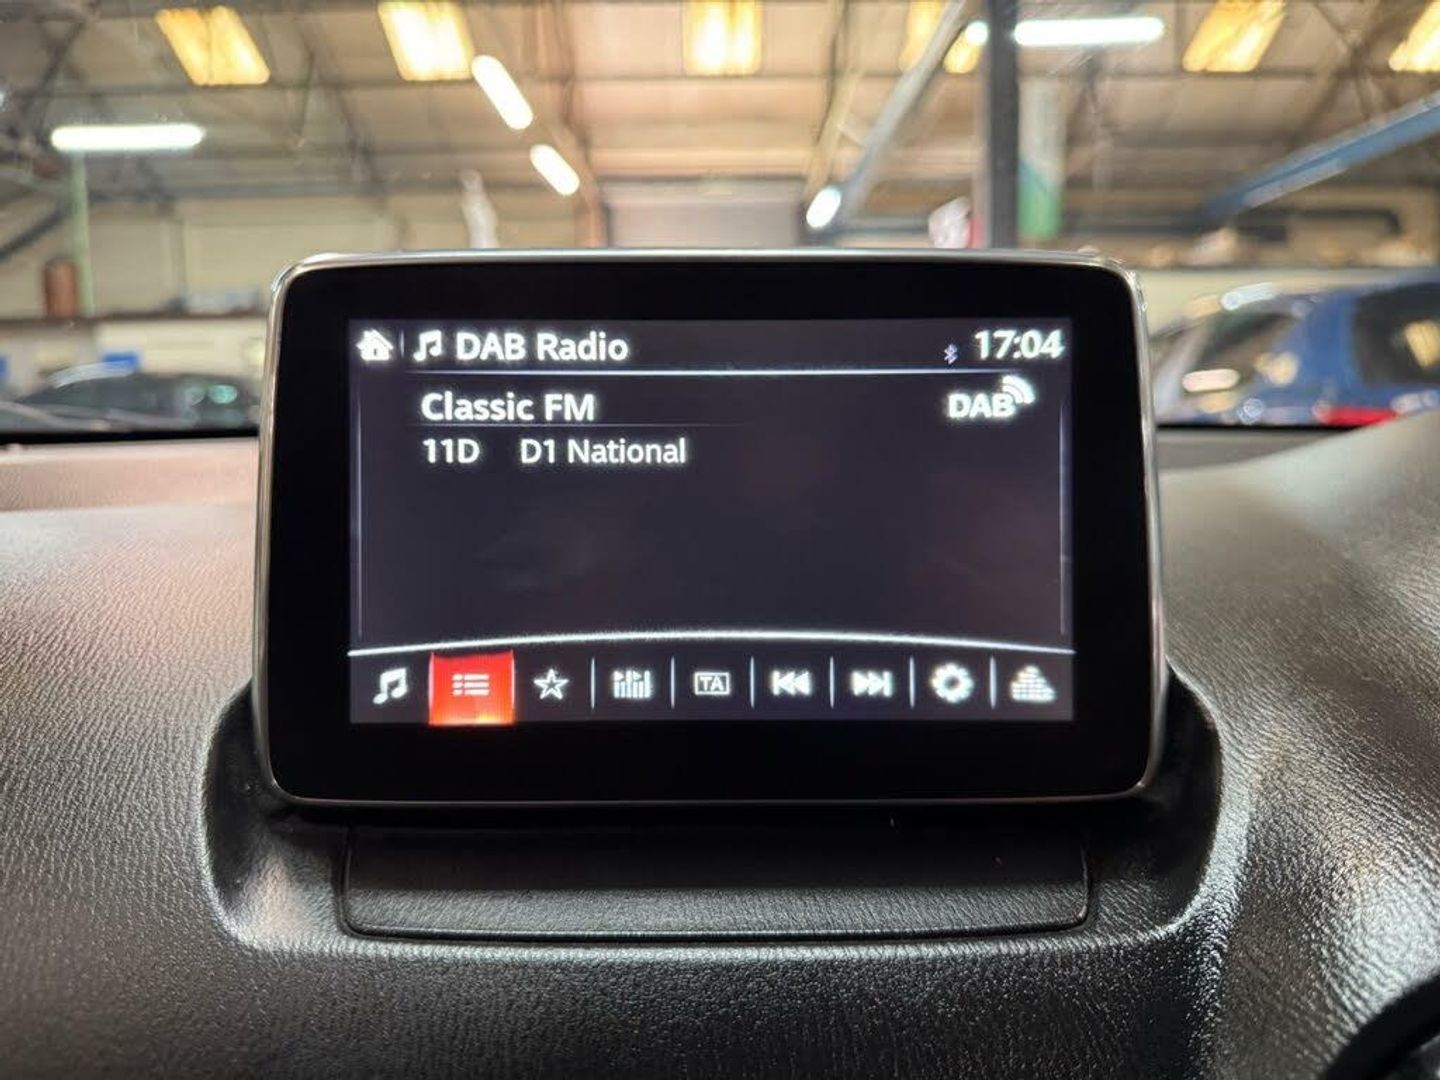 DAB Radio 17:04
Classic FM DAB
11D D1 National
TA